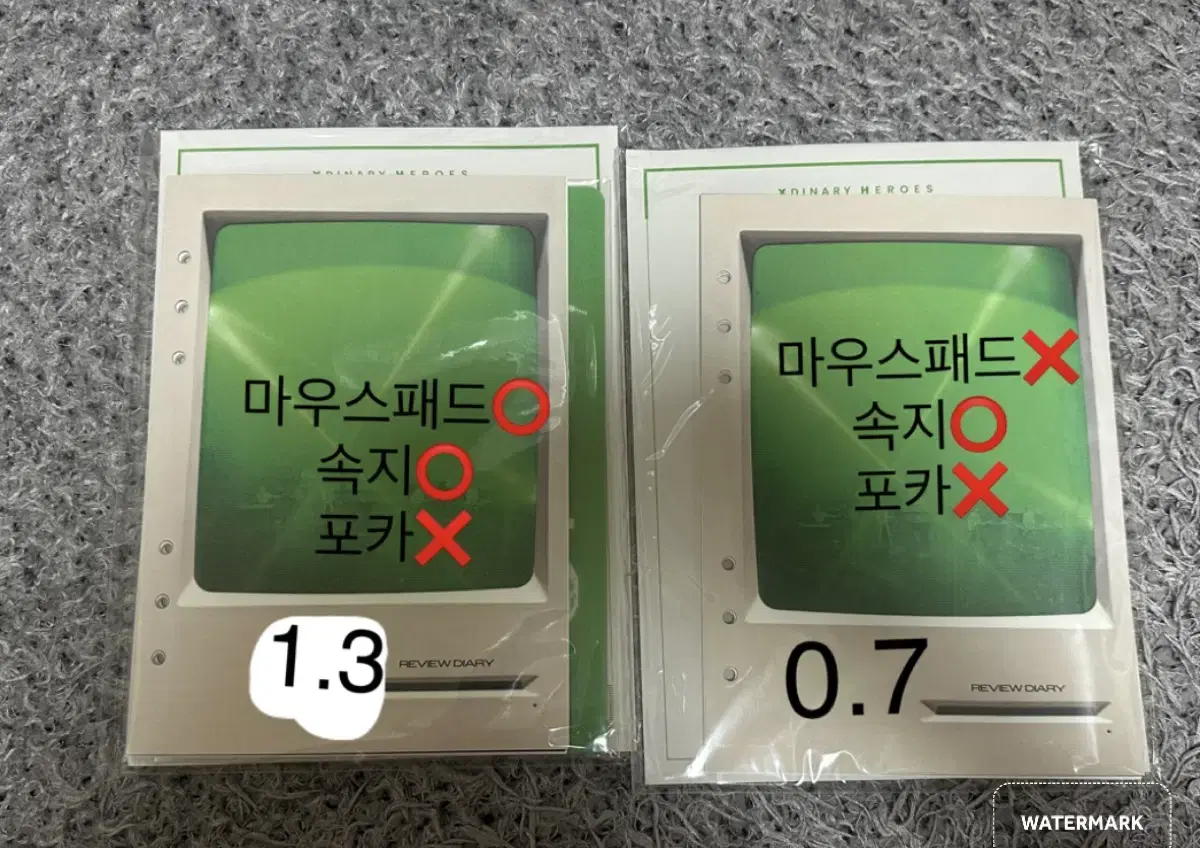 XDINARY HEROES
마우스패드⭕
속지⭕
포카❌
1.3
REVIEW DIARY
XDINARY HEROES
마우스패드❌
속지⭕
포카❌
0.7
REVIEW DIARY
WATERMARK